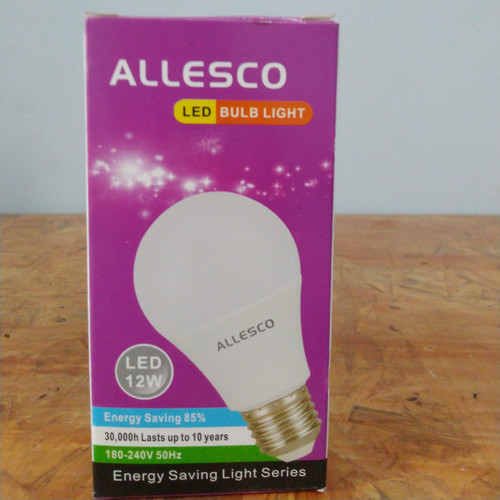 ALLESCO
LED BULB LIGHT
ALLESCO
LED
12W
Energy Saving 85%
30,000h Lasts up to 10 years
180-240V 50Hz
Energy Saving Light Series